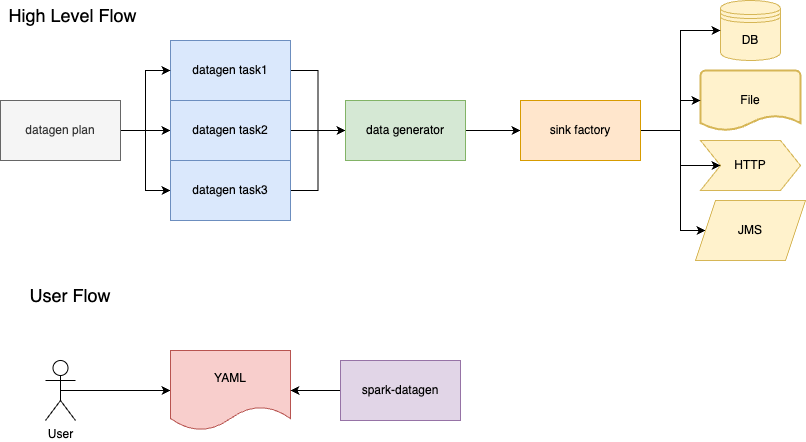 High Level Flow
datagen plan
datagen task1
datagen task2
datagen task3
data generator
sink factory
DB
File
HTTP
JMS
User Flow
User
YAML
spark-datagen